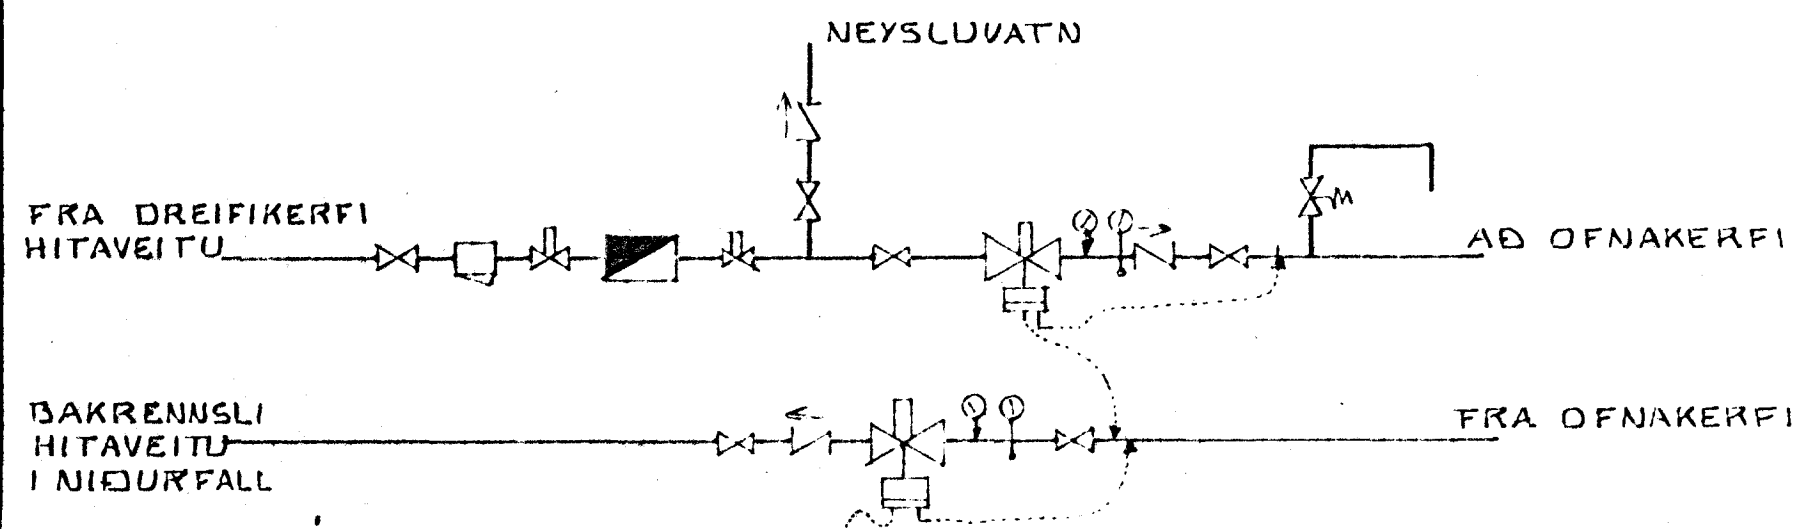 NEYSLUVATN
FRA DREIFIKERFI
HITAVEITU
AÐ OFNAKERFI
BAKRENNSLI
HITAVEITU
I NIÐURFALL
FRA OFNAKERFI